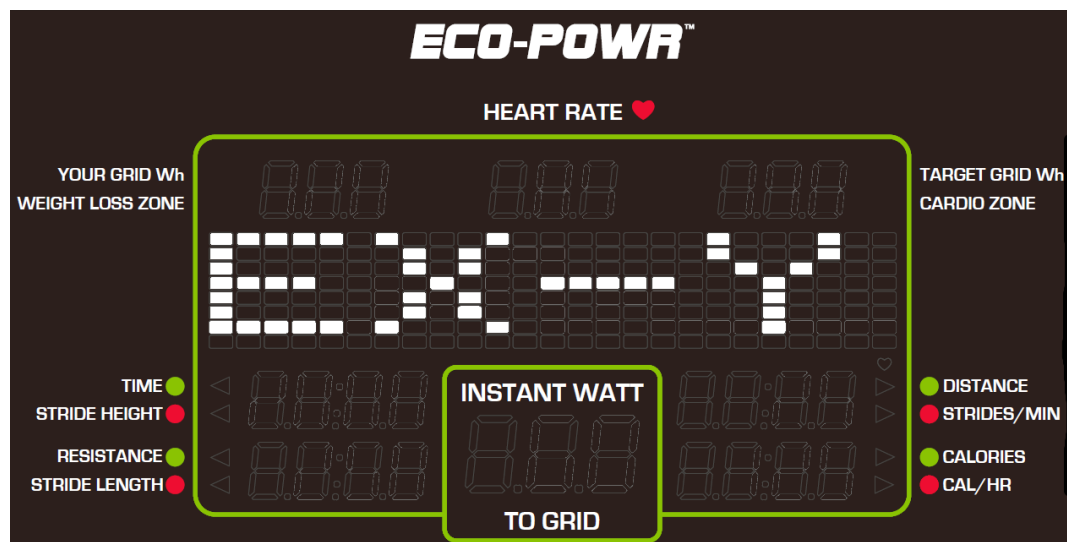 ECO-POWR™
HEART RATE
YOUR GRID Wh
WEIGHT LOSS ZONE
TARGET GRID Wh
CARDIO ZONE
EX-Y
TIME
STRIDE HEIGHT
RESISTANCE
STRIDE LENGTH
INSTANT WATT
TO GRID
DISTANCE
STRIDES/MIN
CALORIES
CAL/HR